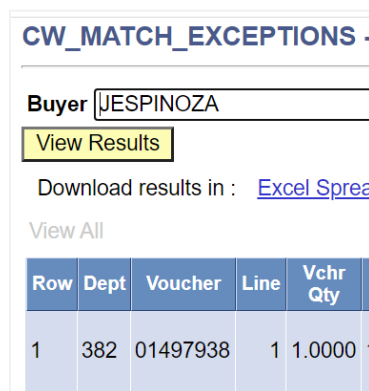 CW_MATCH_EXCEPTIONS -
Buyer JESPINOZA
View Results
Download results in : Excel Sprea
View All
Row Dept Voucher Line Vchr Qty
1 382 01497938 1 1.0000